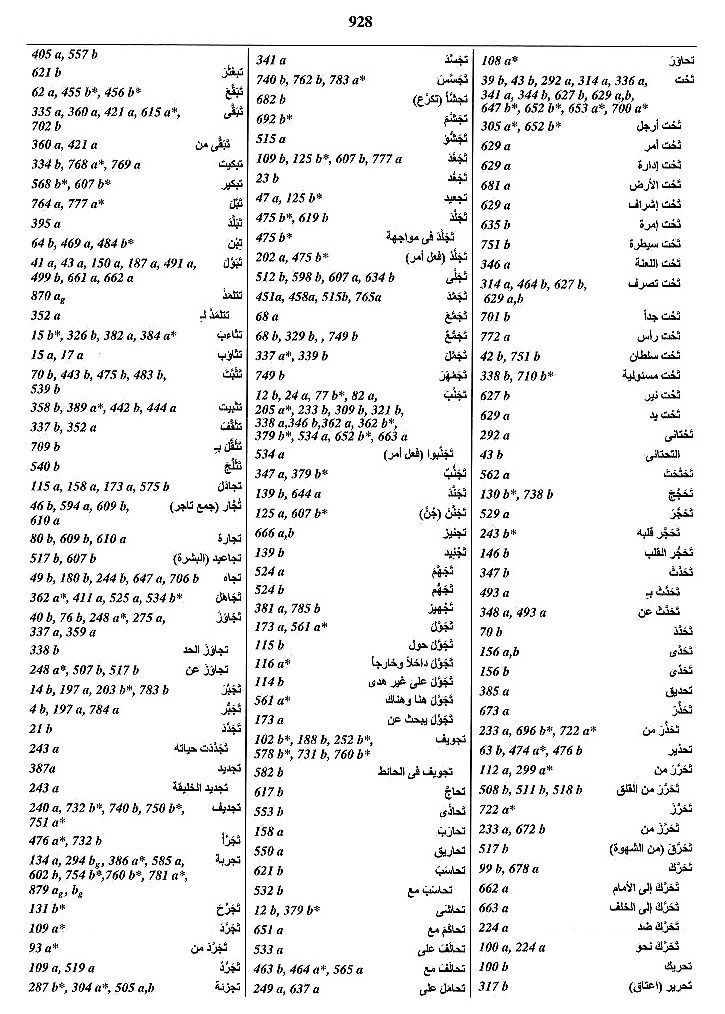 928
405 a, 557 b
621 b تبعثر
62 a, 455 b*, 456 b* تبقّع
335 a, 360 a, 421 a, 615 a*, تبقّى
702 b
360 a, 421 a تبقّى من
334 b, 768 a*, 769 a تبكيت
568 b*, 607 b* تبكير
764 a, 777 a* تبلّل
395 a تبلّد
64 b, 469 a, 484 b* تبن
41 a, 43 a, 150 a, 187 a, 491 a, تبوّل
499 b, 661 a, 662 a
870 ag تتلمذ
352 a تتلمذ لـ
15 b*, 326 b, 382 a, 384 a* تثاءب
15 a, 17 a تثاؤب
70 b, 443 b, 475 b, 483 b, تثبّت
539 b
358 b, 389 a*, 442 b, 444 a تثبيت
337 b, 352 a تثقّف
709 b تثقّل بـ
540 b تثلّج
115 a, 158 a, 173 a, 575 b تجادل
46 b, 594 a, 609 b, تجّار (جمع تاجر)
610 a
80 b, 609 b, 610 a تجارة
517 b, 607 b تجاعيد (البشرة)
49 b, 180 b, 244 b, 647 a, 706 b تجاه
362 a*, 411 a, 525 a, 534 b* تجاهل
40 b, 76 b, 248 a*, 275 a, تجاوز
337 a, 359 a
338 b تجاوز الحد
248 a*, 507 b, 517 b تجاوز عن
14 b, 197 a, 203 b*, 783 b تجبّر
4 b, 197 a, 784 a تجبُّر
21 b تجدّد
243 a تجدّدت حياته
387a تجديد
243 a تجديد الخليقة
240 a, 732 b*, 740 b, 750 b*, تجديف
751 a*
476 a*, 732 b تجرّأ
134 a, 294 bg, 386 a*, 585 a, تجربة
602 b, 754 b*,760 b*, 781 a*,
879 ag, bg
131 b* تجرّح
109 a* تجرّد
93 a* تجرّد من
109 a, 519 a تجرُّد
287 b*, 304 a*, 505 a,b تجزئة
341 a تجسّد
740 b, 762 b, 783 a* تجسّس
682 b تجشّأ (تكرّع)
692 b* تجشّم
515 a تجشّؤ
109 b, 125 b*, 607 b, 777 a تجعّد
23 b تجعُّد
47 a, 125 b* تجعيد
475 b*, 619 b تجلّد
475 b* تجلّد فى مواجهة
202 a, 475 b* تجلّد (فعل أمر)
512 b, 598 b, 607 a, 634 b تجلّى
451a, 458a, 515b, 765a تجمّد
68 a تجمّع
68 b, 329 b, , 749 b تجمّع
337 a*, 339 b تجمّل
749 b تجمهر
12 b, 24 a, 77 b*, 82 a, تجنّب
205 a*, 233 b, 309 b, 321 b,
338 a,346 b,362 a, 362 b*,
379 b*, 534 a, 652 b*, 663 a
534 a تجنّبوا (فعل أمر)
347 a, 379 b* تجنُّب
139 b, 644 a تجنّد
125 a, 607 b* تجنّن (جُنّ)
666 a,b تجنيز
139 b تجنيد
524 a تجهّم
524 b تجهُّم
381 a, 785 b تجهيز
173 a, 561 a* تجوّل
115 b تجوّل حول
116 a* تجوّل داخلاً وخارجاً
114 b تجوّل على غير هدى
561 a* تجوّل هنا وهناك
173 a تجوّل يبحث عن
102 b*, 188 b, 252 b*, تجويف
578 b*, 731 b, 760 b*
582 b تجويف فى الحائط
617 b تحاجّ
553 b تحاذى
158 a تحارب
550 a تحاريق
621 b تحاسب
532 b تحاسب مع
12 b, 379 b* تحاشى
651 a تحاكم مع
533 a تحالف على
463 b, 464 a*, 565 a تحالف مع
249 a, 637 a تحامل على
108 a* تحاور
39 b, 43 b, 292 a, 314 a, 336 a, تحت
341 a, 344 b, 627 b, 629 a,b,
647 b*, 652 b*, 653 a*, 700 a*
305 a*, 652 b* تحت أرجل
629 a تحت أمر
629 a تحت إدارة
681 a تحت الأرض
629 a تحت إشراف
635 b تحت إمرة
751 b تحت سيطرة
346 a تحت اللعنة
314 a, 464 b, 627 b, تحت تصرف
629 a,b
701 b تحت جداً
772 a تحت رأس
42 b, 751 b تحت سلطان
338 b, 710 b* تحت مسئولية
627 b تحت نير
629 a تحت يد
292 a تحتانى
43 b التحتانى
562 a تحتحت
130 b*, 738 b تحجّج
529 a تحجّر
243 b* تحجّر قلبه
146 b تحجُّر القلب
347 b تحدّث
493 a تحدّث بـ
348 a, 493 a تحدّث عن
70 b تحدّد
156 a,b تحدّى
156 b تحدّى
385 a تحديق
673 a تحذّر
233 a, 696 b*, 722 a* تحذّر من
63 b, 474 a*, 476 b تحذير
112 a, 299 a* تحرّر من
508 b, 511 b, 518 b تحرّر من القلق
722 a* تحرّز
233 a, 672 b تحرّز من
517 b تحرّق (من الشهوة)
99 b, 678 a تحرّك
662 a تحرّك إلى الأمام
663 a تحرّك إلى الخلف
224 a تحرّك ضد
100 a, 224 a تحرّك نحو
100 b تحريك
317 b تحرير (اعتاق)